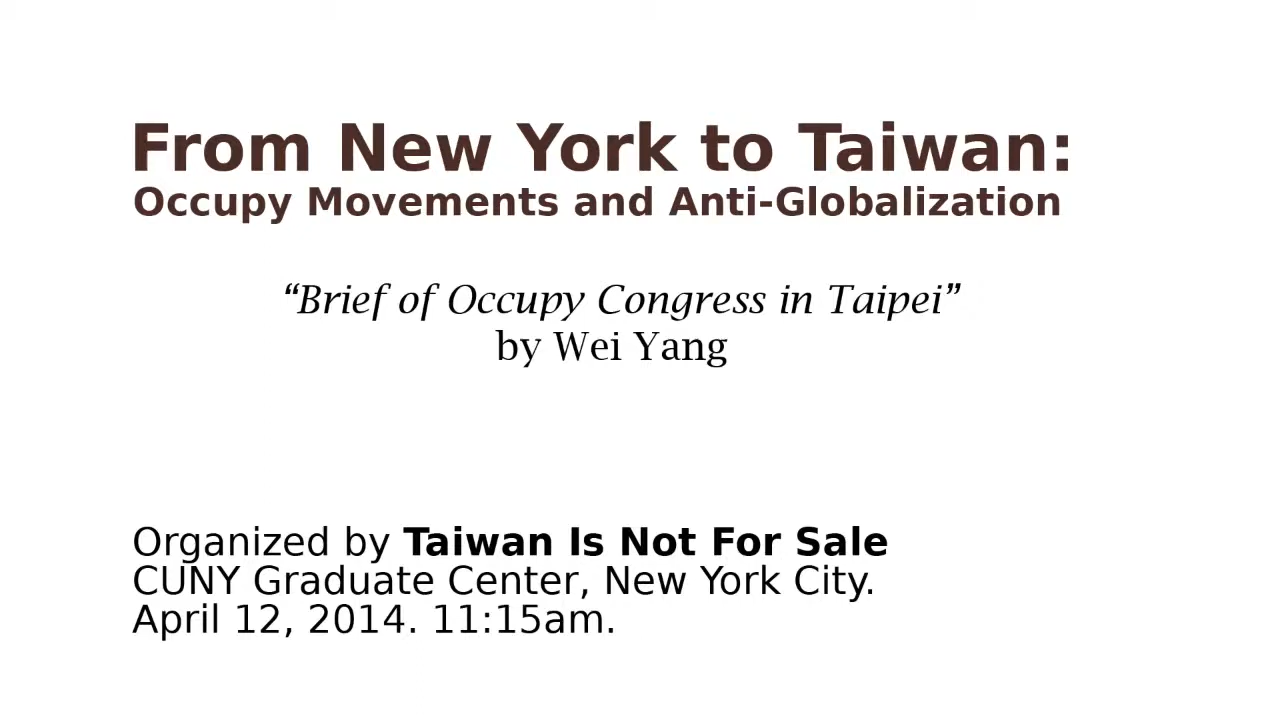 From New York to Taiwan:
Occupy Movements and Anti-Globalization
“Brief of Occupy Congress in Taipei”
by Wei Yang
Organized by Taiwan Is Not For Sale
CUNY Graduate Center, New York City.
April 12, 2014. 11:15am.